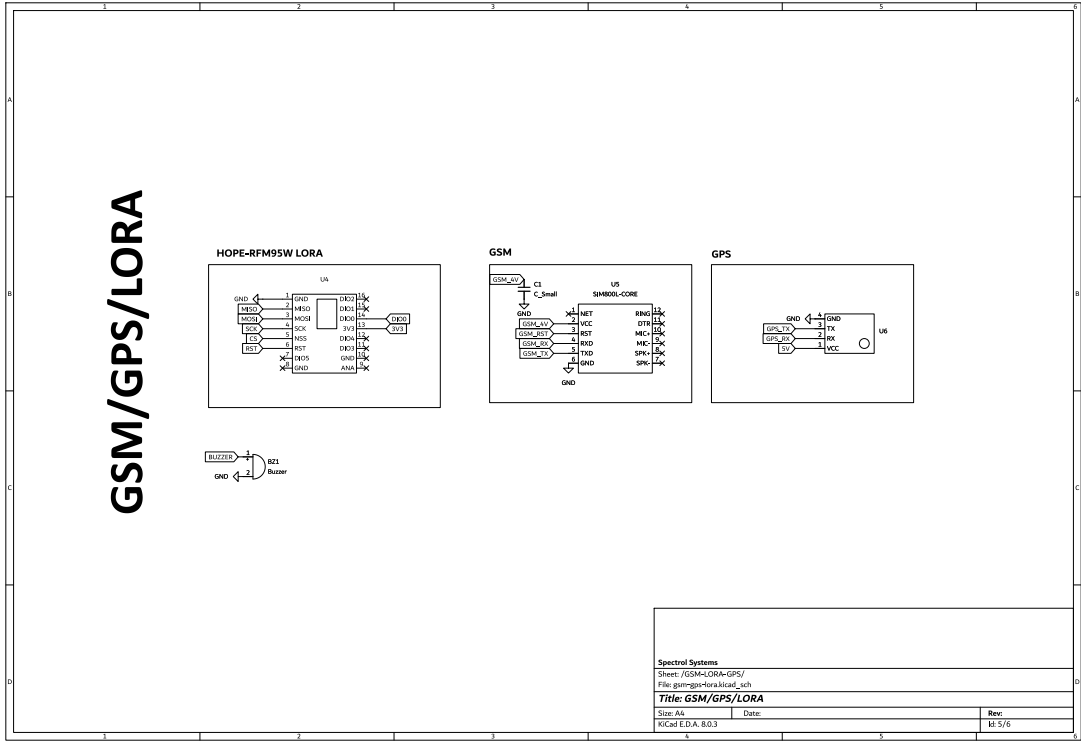 1 2 3 4 5 6
A A
B B
C C
D D
1 2 3 4 5 6
GSM/GPS/LORA
HOPE-RFM95W LORA
U4
GND 1 GND DIO2 16
MISO 2 MISO DIO1 15
MOSI 3 MOSI DIO0 14 DIO0
SCK 4 SCK 3V3 13 3V3
CS 5 NSS DIO4 12
RST 6 RST DIO3 11
7 DIO5 GND 10
8 GND ANA 9
GSM
GSM_4V
C1
C_Small
GND
U5
SIM800L-CORE
1 NET RING 12
GSM_4V 2 VCC DTR 11
GSM_RST 3 RST MIC+ 10
GSM_RX 4 RXD MIC- 9
GSM_TX 5 TXD SPK+ 8
6 GND SPK- 7
GND
GPS
GND 4 GND
GPS_TX 3 TX
GPS_RX 2 RX
5V 1 VCC
U6
BUZZER 1
+
GND 2
BZ1
Buzzer
Spectrol Systems
Sheet: /GSM-LORA-GPS/
File: gsm-gps-lora.kicad_sch
Title: GSM/GPS/LORA
Size: A4 Date: Rev:
KiCad E.D.A. 8.0.3 Id: 5/6